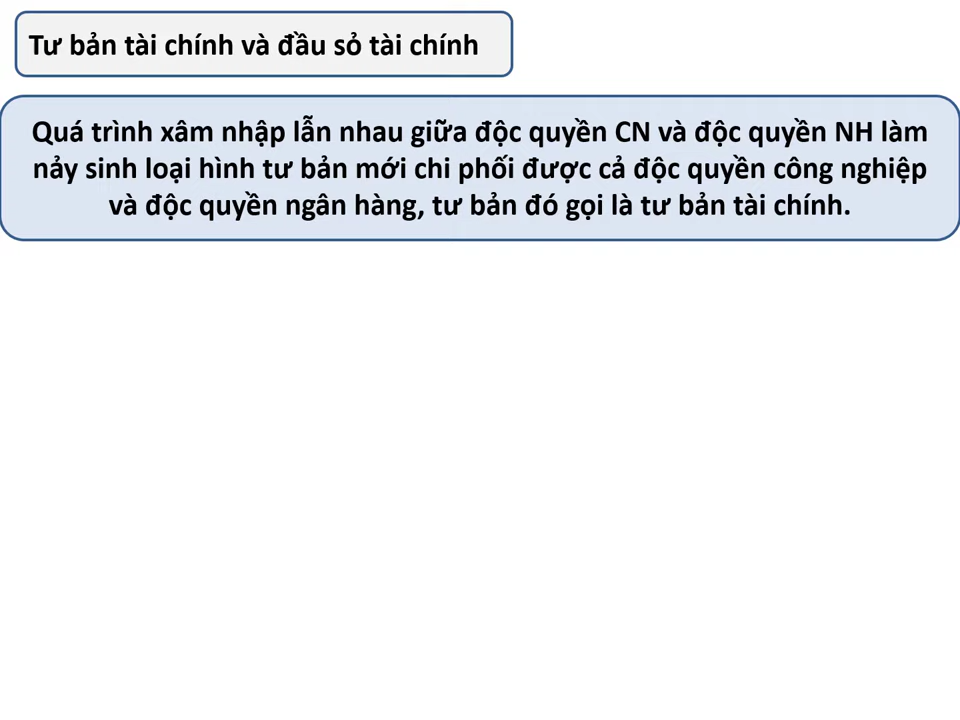 Tư bản tài chính và đầu sỏ tài chính
Quá trình xâm nhập lẫn nhau giữa độc quyền CN và độc quyền NH làm
nảy sinh loại hình tư bản mới chi phối được cả độc quyền công nghiệp
và độc quyền ngân hàng, tư bản đó gọi là tư bản tài chính.